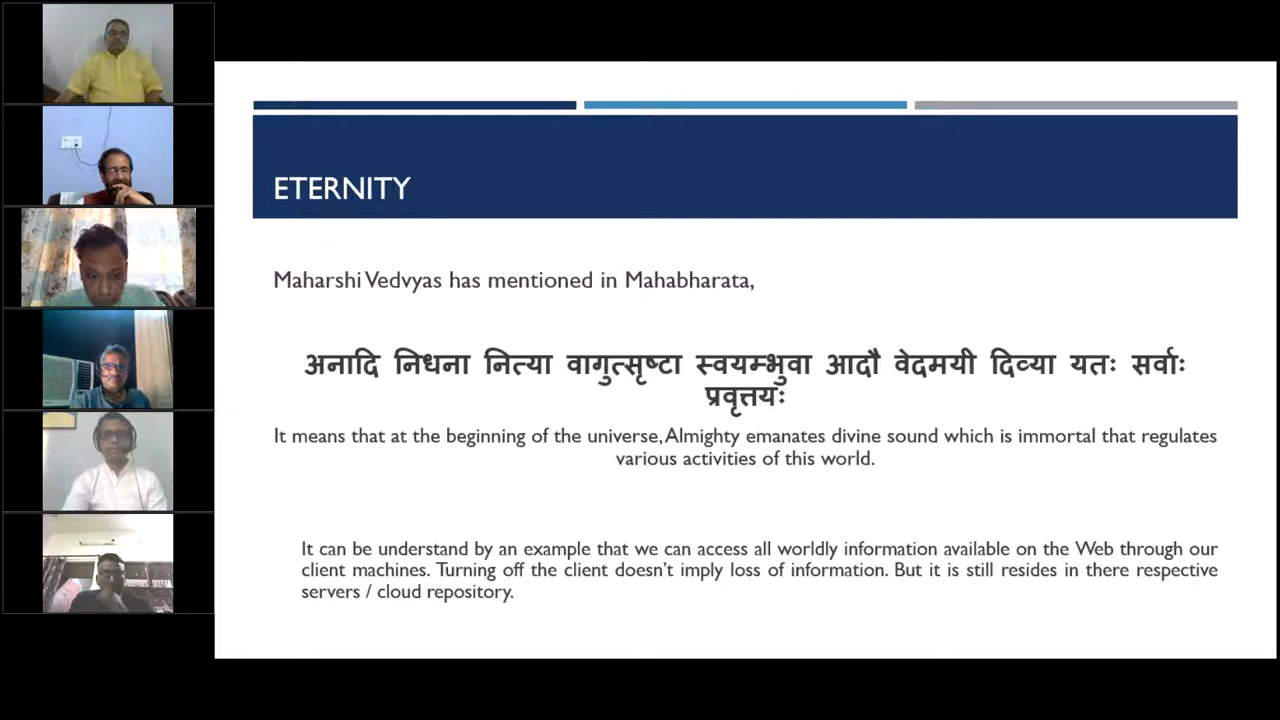 ETERNITY
Maharshi Vedvyas has mentioned in Mahabharata,
अनादि निधना नित्या वागुत्सृष्टा स्वयम्भुवा आदौ वेदमयी दिव्या यतः सर्वाः
प्रवृत्तयः
It means that at the beginning of the universe, Almighty emanates divine sound which is immortal that regulates
various activities of this world.
It can be understand by an example that we can access all worldly information available on the Web through our
client machines. Turning off the client doesn't imply loss of information. But it is still resides in there respective
servers / cloud repository.